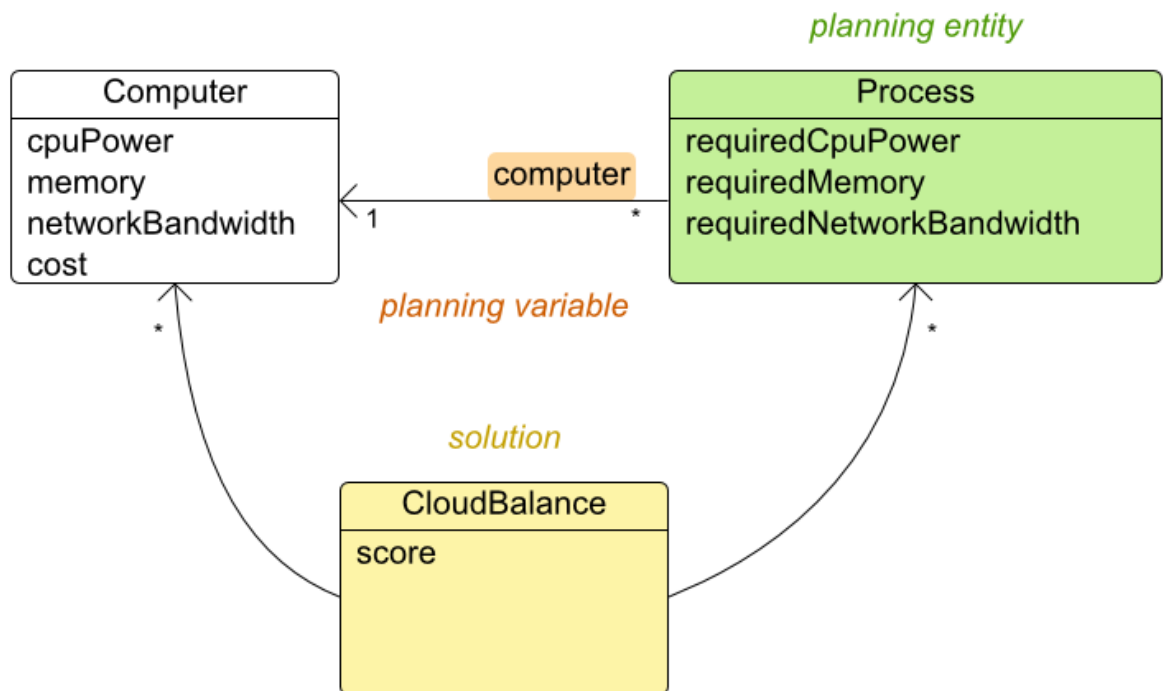 planning entity
Computer
cpuPower
memory
networkBandwidth
cost
computer
1
*
Process
requiredCpuPower
requiredMemory
requiredNetworkBandwidth
planning variable
*
*
solution
CloudBalance
score